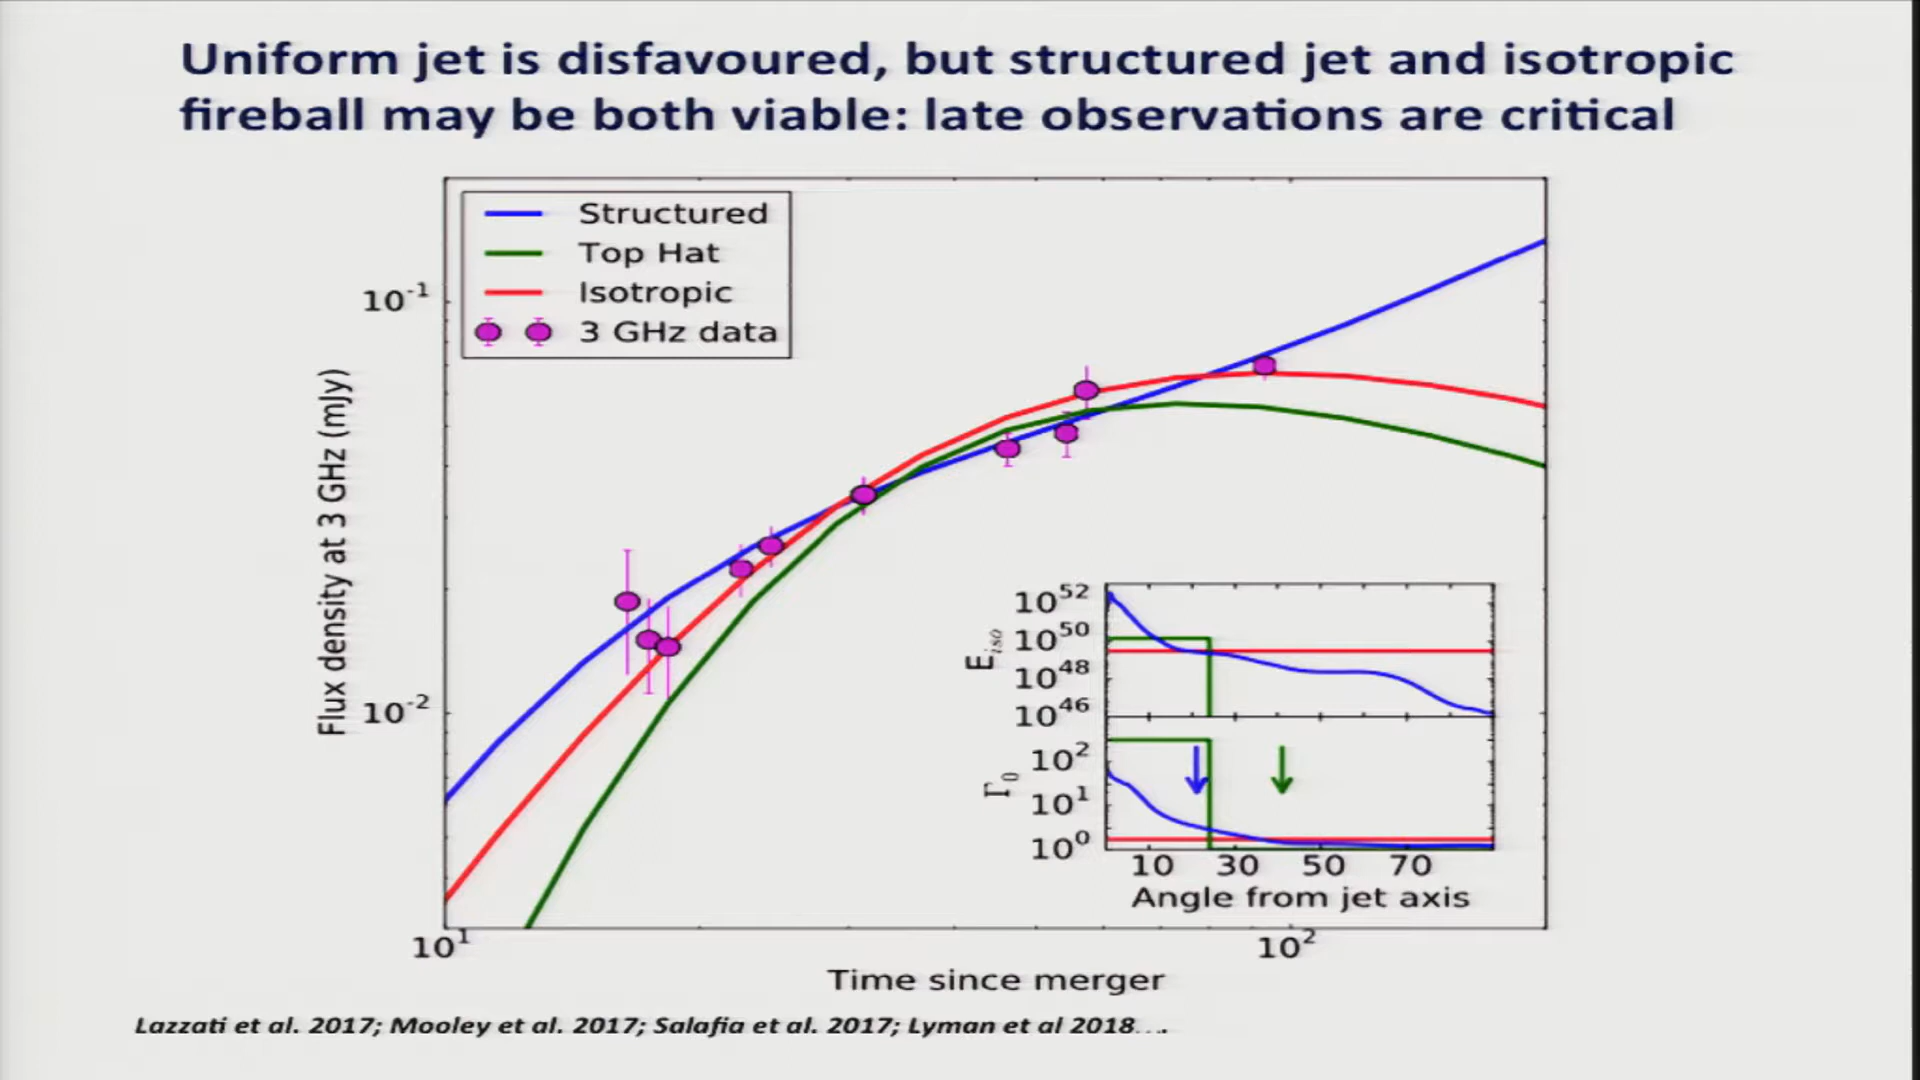 Uniform jet is disfavoured, but structured jet and isotropic
fireball may be both viable: late observations are critical
Structured
Top Hat
Isotropic
3 GHz data
10⁻¹
10⁻²
Flux density at 3 GHz (mJy)
10⁵²
10⁵⁰
10⁴⁸
10⁴⁶
E_iso
10²
10¹
10⁰
Γ₀
10 30 50 70
Angle from jet axis
10¹ 10²
Time since merger
Lazzati et al. 2017; Mooley et al. 2017; Salafia et al. 2017; Lyman et al 2018...